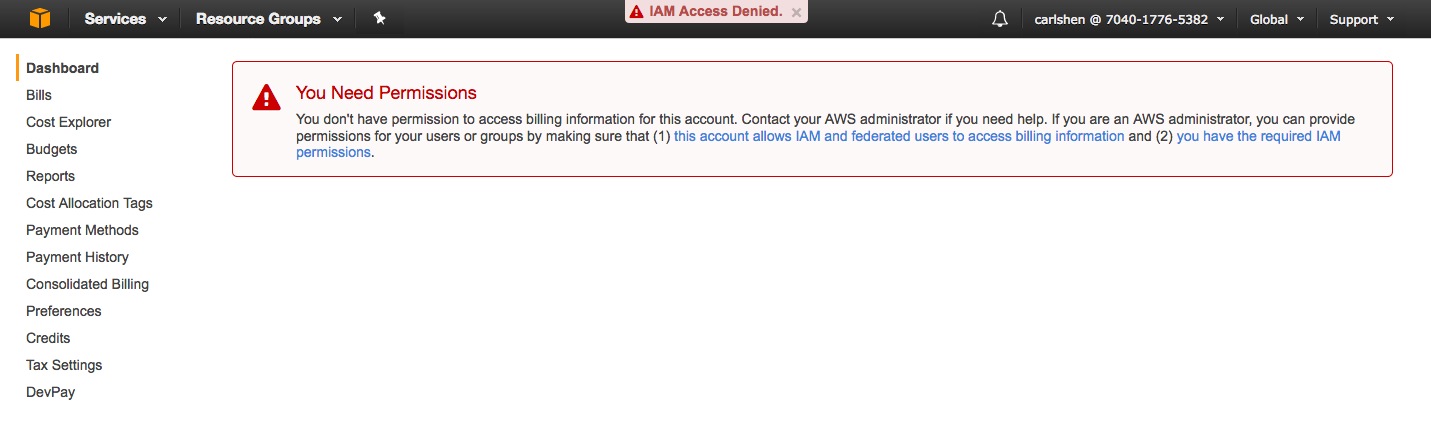 Services
Resource Groups
IAM Access Denied.
carlshen @ 7040-1776-5382
Global
Support
Dashboard
Bills
Cost Explorer
Budgets
Reports
Cost Allocation Tags
Payment Methods
Payment History
Consolidated Billing
Preferences
Credits
Tax Settings
DevPay
You Need Permissions
You don't have permission to access billing information for this account. Contact your AWS administrator if you need help. If you are an AWS administrator, you can provide
permissions for your users or groups by making sure that (1) this account allows IAM and federated users to access billing information and (2) you have the required IAM
permissions.